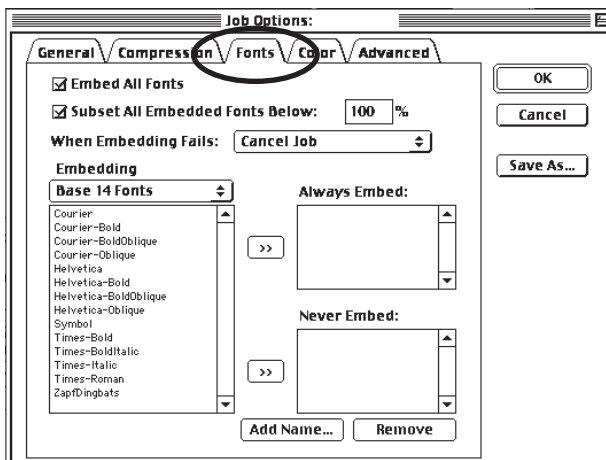 Job Options:
General Compression Fonts Color Advanced
Embed All Fonts
Subset All Embedded Fonts Below: 100 %
When Embedding Fails: Cancel Job
Embedding
Base 14 Fonts
Courier
Courier-Bold
Courier-BoldOblique
Courier-Oblique
Helvetica
Helvetica-Bold
Helvetica-BoldOblique
Helvetica-Oblique
Symbol
Times-Bold
Times-BoldItalic
Times-Italic
Times-Roman
ZapfDingbats
>>
>>
Always Embed:
Never Embed:
Add Name... Remove
OK
Cancel
Save As...